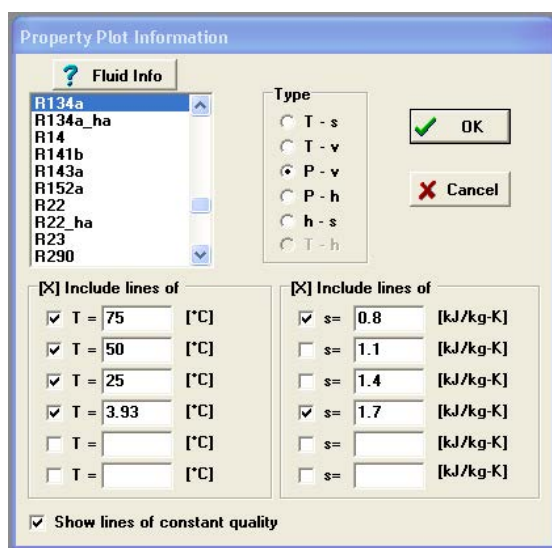 Property Plot Information
? Fluid Info
R134a
R134a_ha
R14
R141b
R143a
R152a
R22
R22_ha
R23
R290
Type
T - s
T - v
P - v
P - h
h - s
T - h
OK
Cancel
[X] Include lines of
T = 75 [°C]
T = 50 [°C]
T = 25 [°C]
T = 3.93 [°C]
T = [°C]
T = [°C]
[X] Include lines of
s= 0.8 [kJ/kg-K]
s= 1.1 [kJ/kg-K]
s= 1.4 [kJ/kg-K]
s= 1.7 [kJ/kg-K]
s= [kJ/kg-K]
s= [kJ/kg-K]
Show lines of constant quality